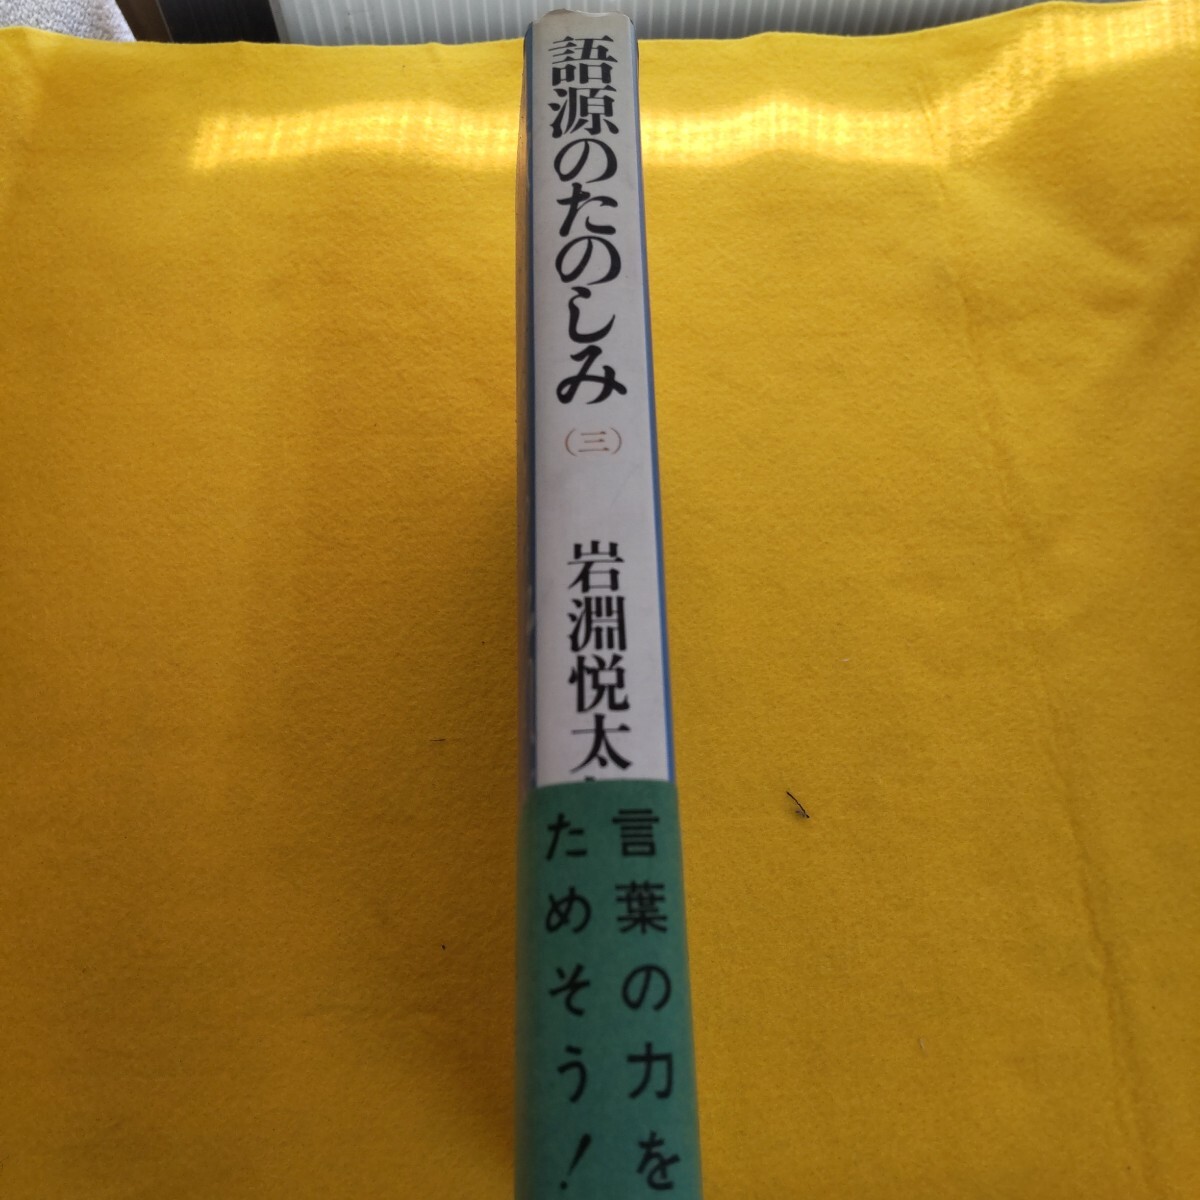 語源のたのしみ
(三)
岩淵悦太
言葉の力を
ためそう!